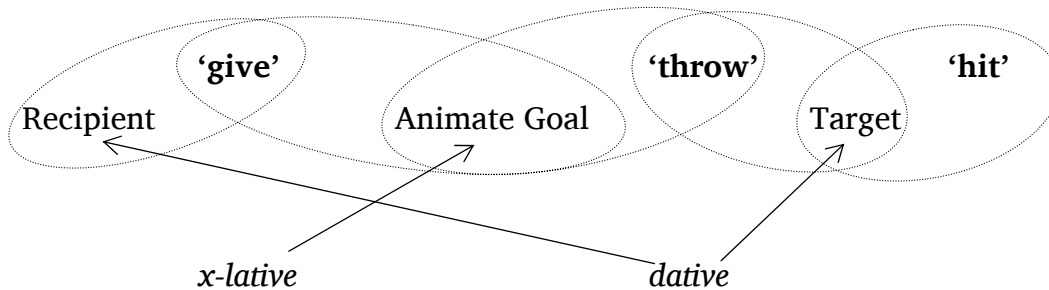 ‘give’ ‘throw’ ‘hit’
Recipient Animate Goal Target
x-lative dative